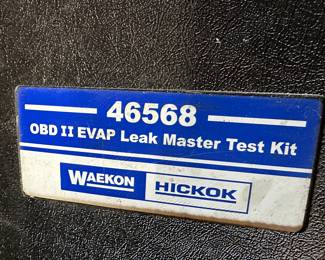 46568
OBD II EVAP Leak Master Test Kit
WAEKON HICKOK